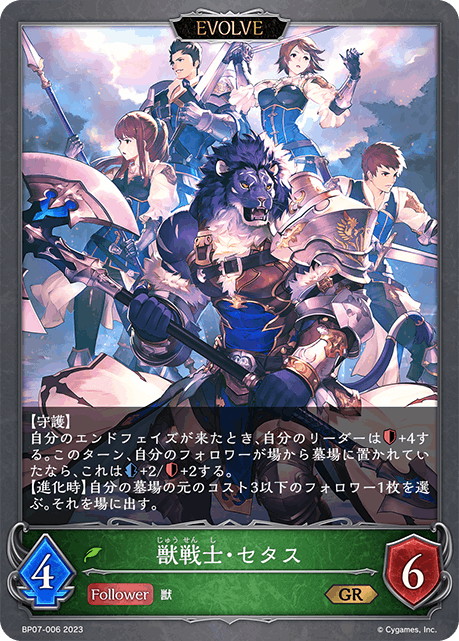 EVOLVE
【守護】
自分のエンドフェイズが来たとき、自分のリーダーは+4す
る。このターン、自分のフォロワーが場から墓場に置かれてい
たなら、これは+2/+2する。
【進化時】自分の墓場の元のコスト3以下のフォロワー1枚を選
ぶ。それを場に出す。
じゅうせんし
獣戦士・セタス
4
Follower 獣
GR
6
BP07-006 2023
© Cygames, Inc.